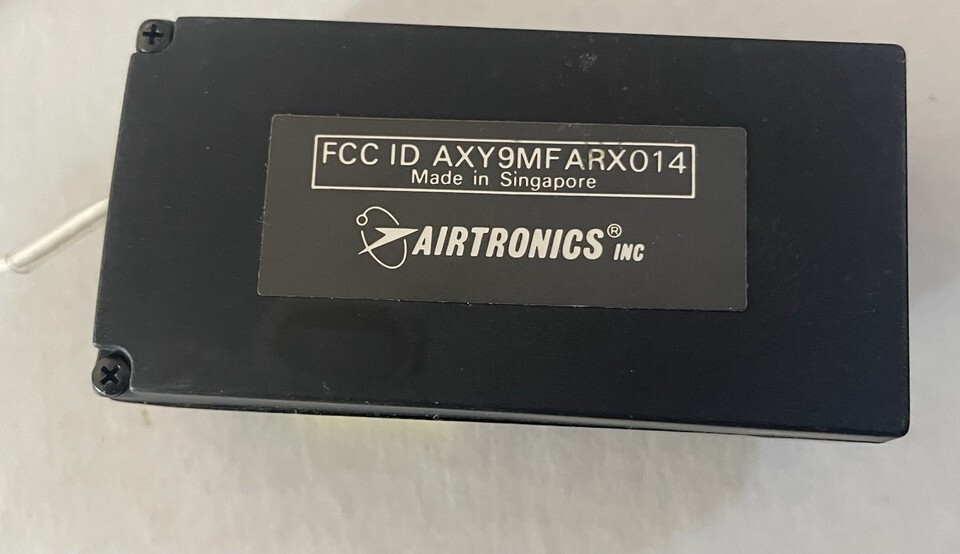 FCC ID AXY9MFARX014
Made in Singapore
AIRTRONICS® INC